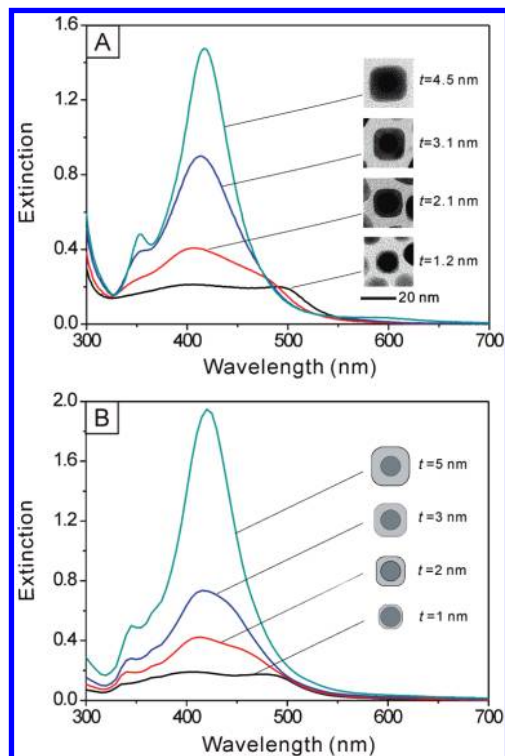 A
1.6
1.2
0.8
0.4
0.0
Extinction
t=4.5 nm
t=3.1 nm
t=2.1 nm
t=1.2 nm
20 nm
300 400 500 600 700
Wavelength (nm)
B
2.0
1.6
1.2
0.8
0.4
0.0
Extinction
t=5 nm
t=3 nm
t=2 nm
t=1 nm
300 400 500 600 700
Wavelength (nm)